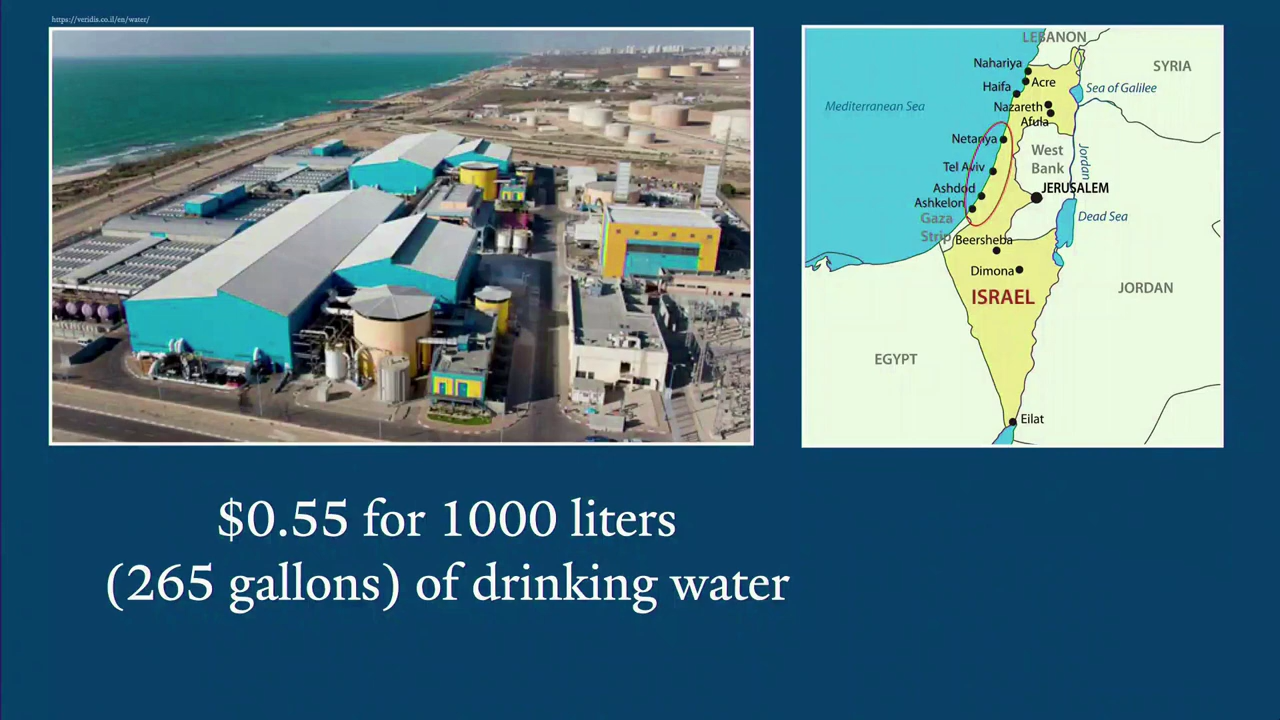 https://veridis.co.il/en/water/
LEBANON
Nahariya
SYRIA
Acre
Haifa
Sea of Galilee
Mediterranean Sea
Nazareth
Afula
Netanya
West
Bank
Jordan
Tel Aviv
Ashdod
JERUSALEM
Ashkelon
Gaza
Strip
Dead Sea
Beersheba
Dimona
ISRAEL
JORDAN
EGYPT
Eilat
$0.55 for 1000 liters
(265 gallons) of drinking water